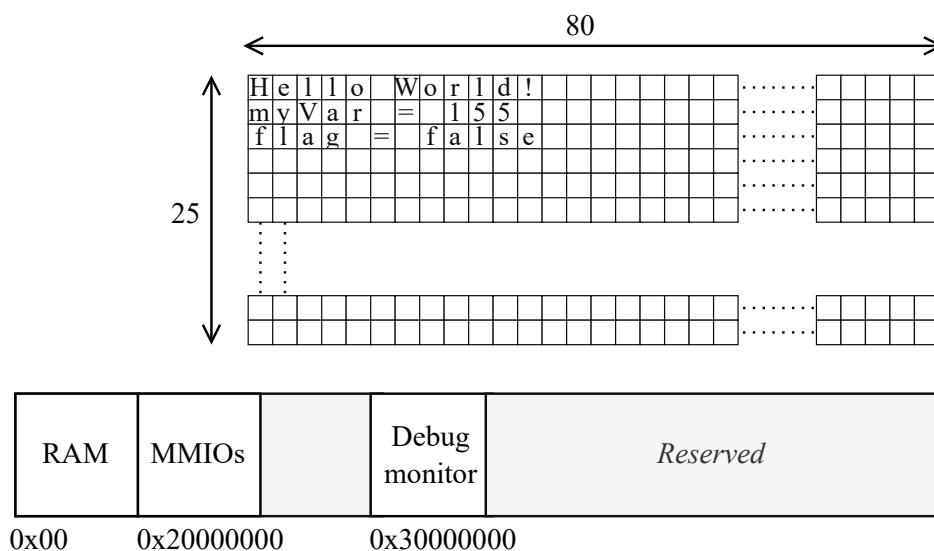 80
Hello World!
myVar = 155
flag = false
25
RAM MMIOs Debug monitor Reserved
0x00 0x20000000 0x30000000